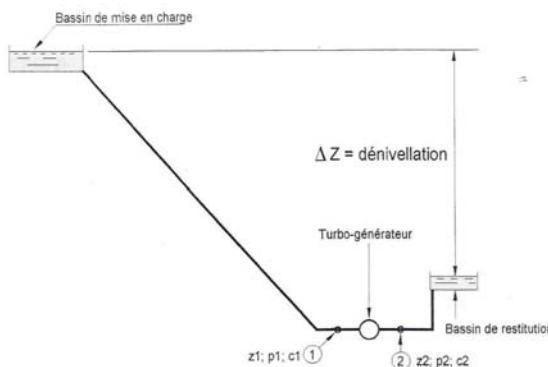 Bassin de mise en charge
Δ Z = dénivellation
Turbo-générateur
Bassin de restitution
z1; p1; c1 1
2 z2; p2; c2